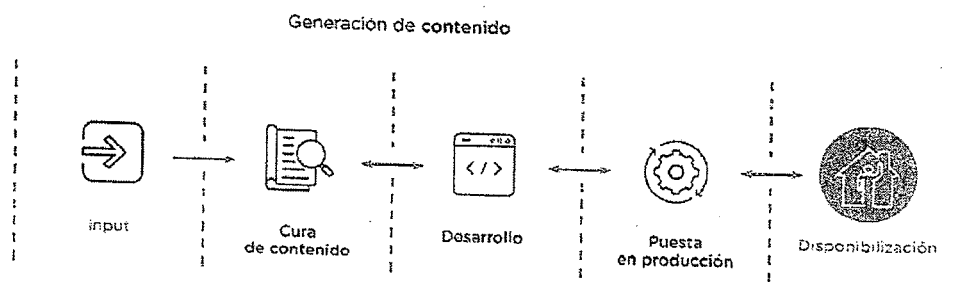 Generación de contenido
input
Cura
de contenido
Desarrollo
Puesta
en producción
Disponibilización